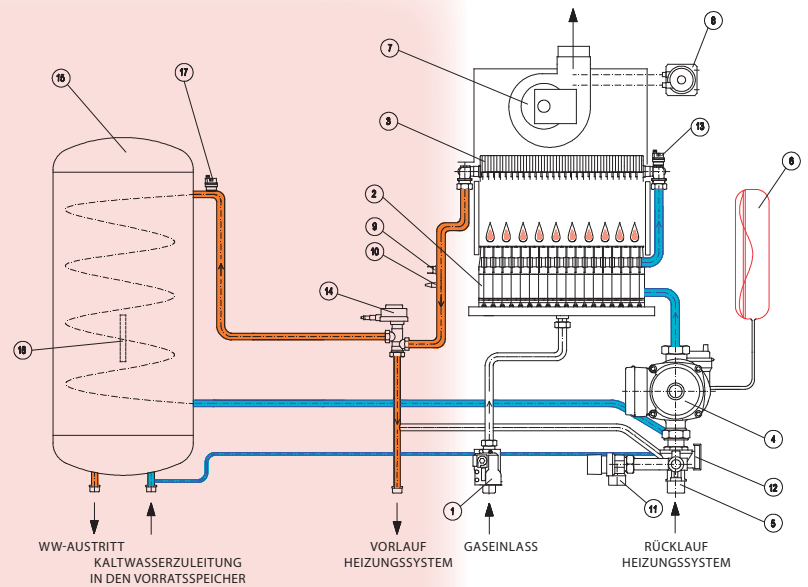 7
8
15
17
3
13
6
2
9
10
14
16
4
12
1
11
5
WW-AUSTRITT
KALTWASSERZULEITUNG
IN DEN VORRATSSPEICHER
VORLAUF
HEIZUNGSSYSTEM
GASEINLASS
RÜCKLAUF
HEIZUNGSSYSTEM